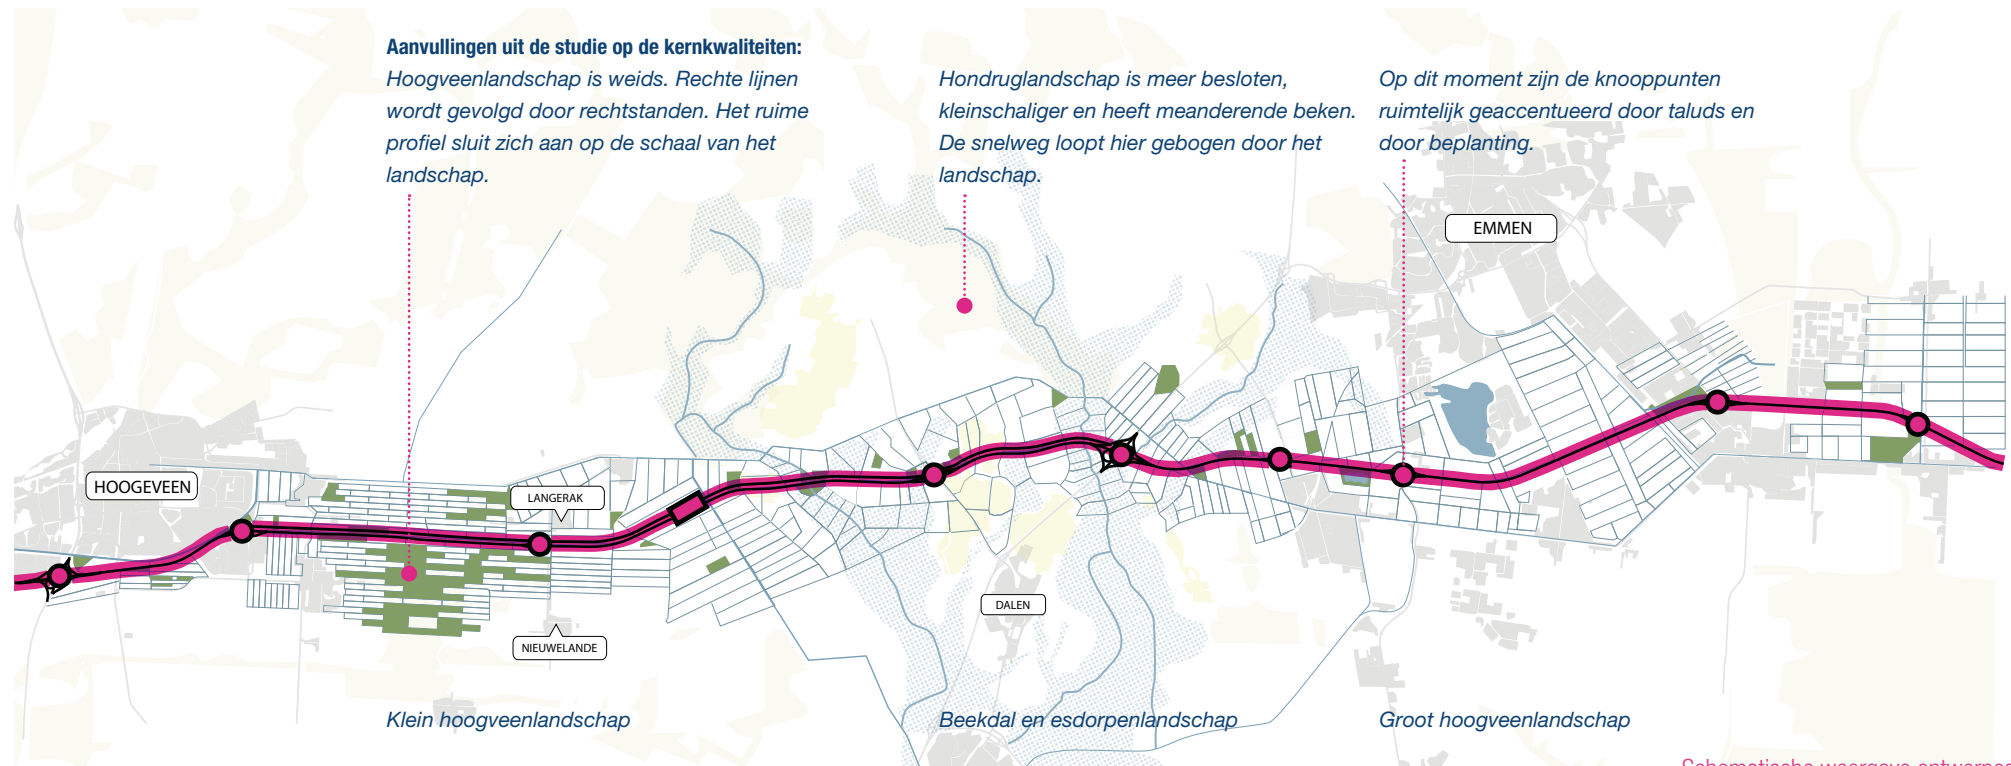 Aanvullingen uit de studie op de kernkwaliteiten:
Hoogveenlandschap is weids. Rechte lijnen
wordt gevolgd door rechtstanden. Het ruime
profiel sluit zich aan op de schaal van het
landschap.
Hondruglandschap is meer besloten,
kleinschaliger en heeft meanderende beken.
De snelweg loopt hier gebogen door het
landschap.
Op dit moment zijn de knooppunten
ruimtelijk geaccentueerd door taluds en
door beplanting.
EMMEN
HOOGEVEEN
LANGERAK
DALEN
NIEUWELANDE
Klein hoogveenlandschap
Beekdal en esdorpenlandschap
Groot hoogveenlandschap